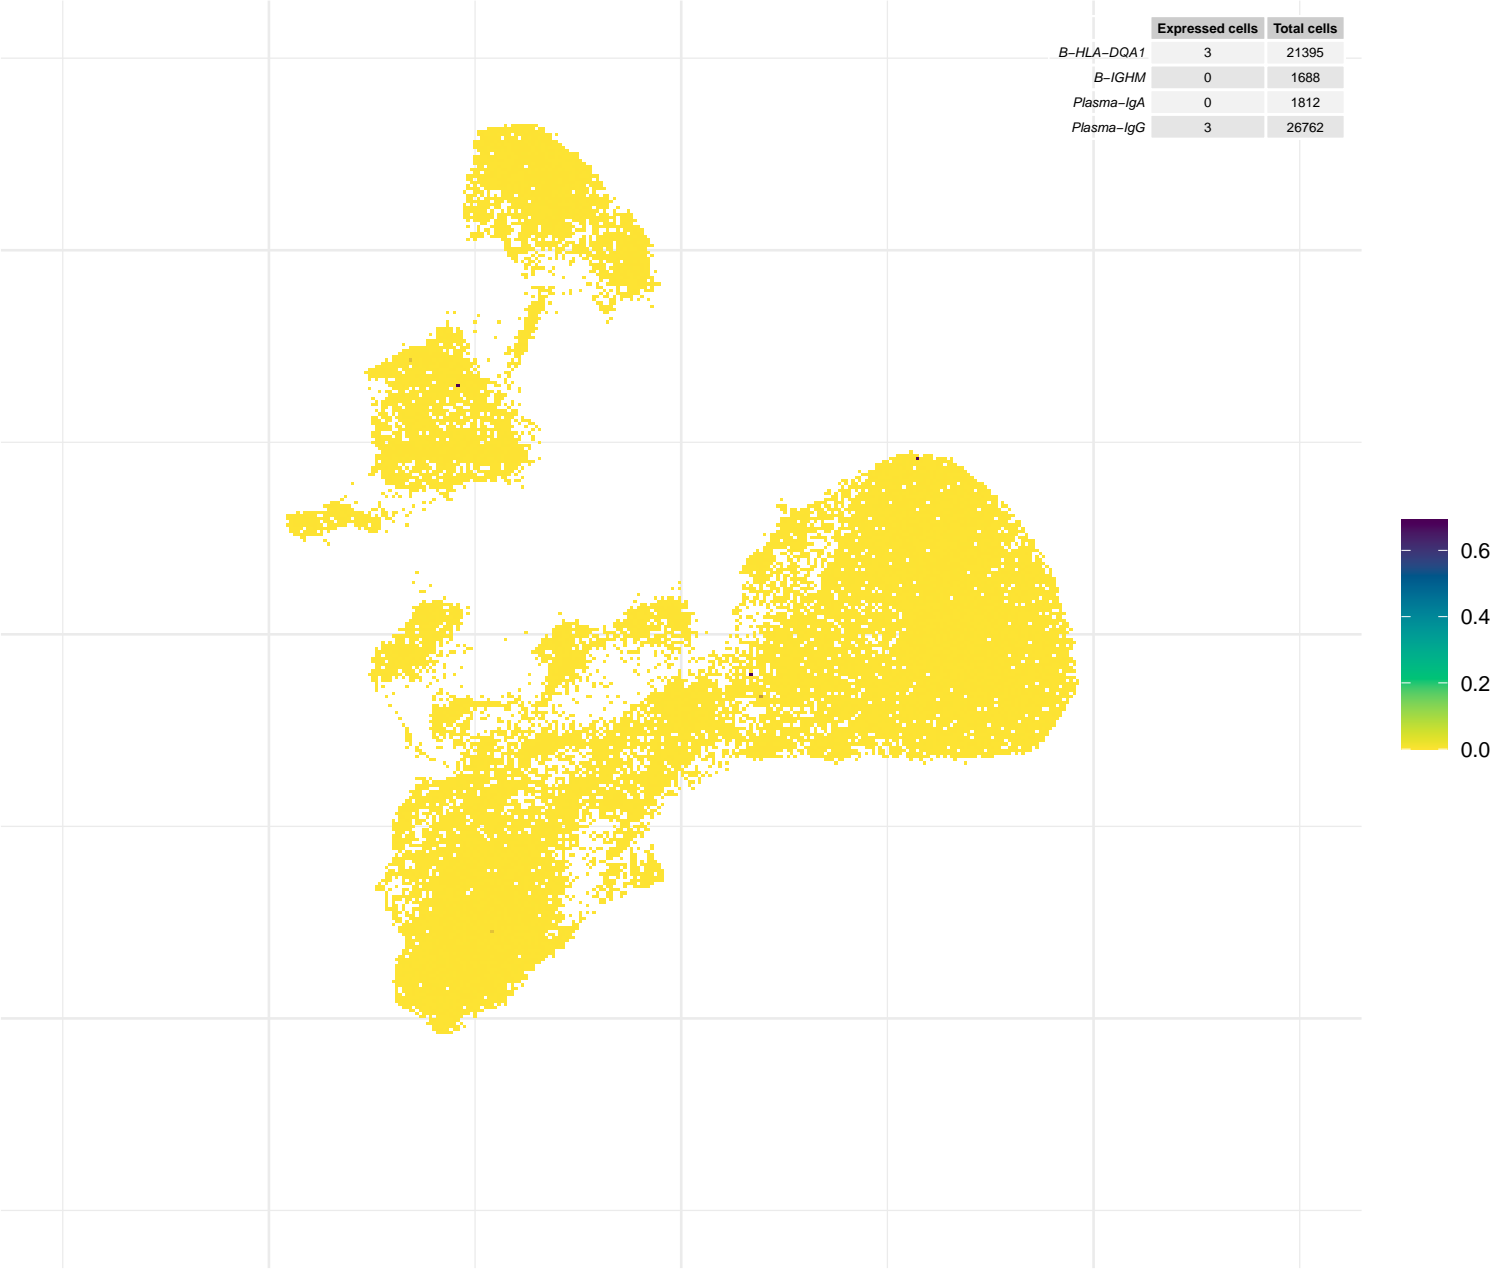 Expressed cells Total cells
B−HLA−DQA1 3 21395
B−IGHM 0 1688
Plasma−IgA 0 1812
Plasma−IgG 3 26762
0.6
0.4
0.2
0.0